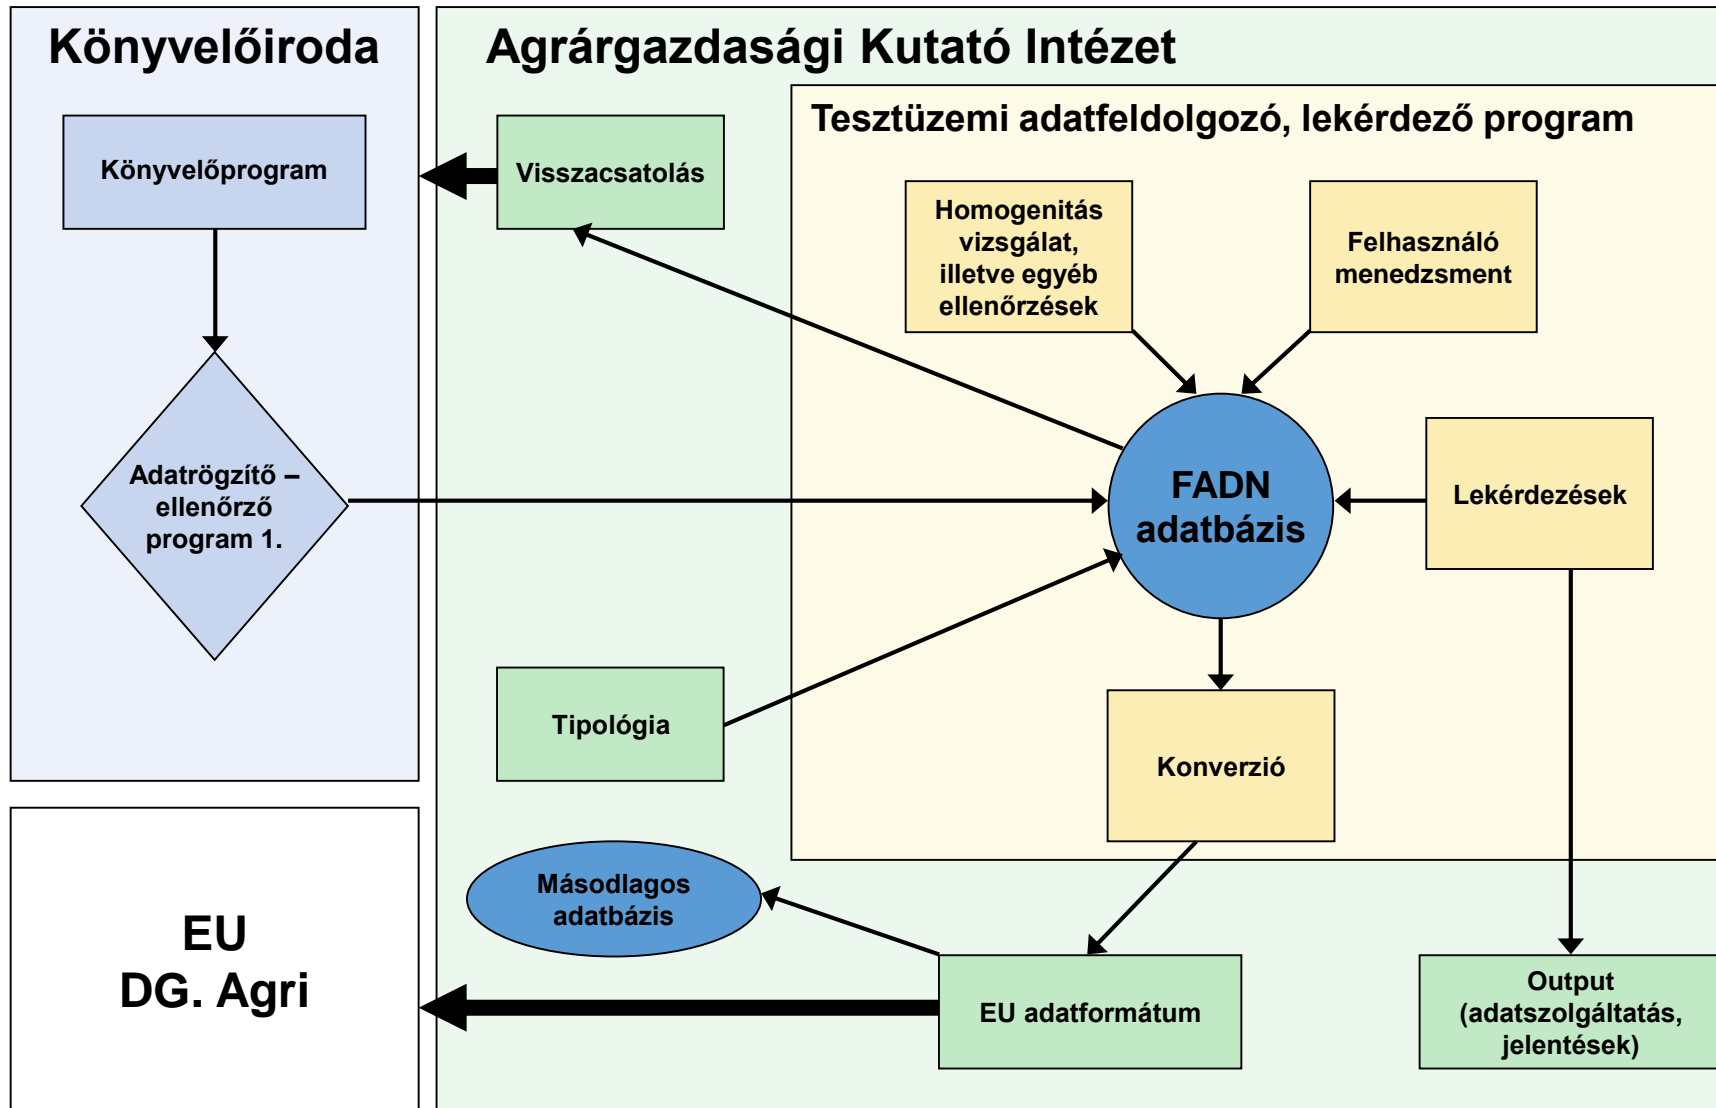 Könyvelőiroda
Könyvelőprogram
Adatrögzítő –
ellenőrző
program 1.
EU
DG. Agri
Agrárgazdasági Kutató Intézet
Visszacsatolás
Tipológia
Másodlagos
adatbázis
EU adatformátum
Output
(adatszolgáltatás,
jelentések)
Tesztüzemi adatfeldolgozó, lekérdező program
Homogenitás
vizsgálat,
illetve egyéb
ellenőrzések
Felhasználó
menedzsment
FADN
adatbázis
Lekérdezések
Konverzió